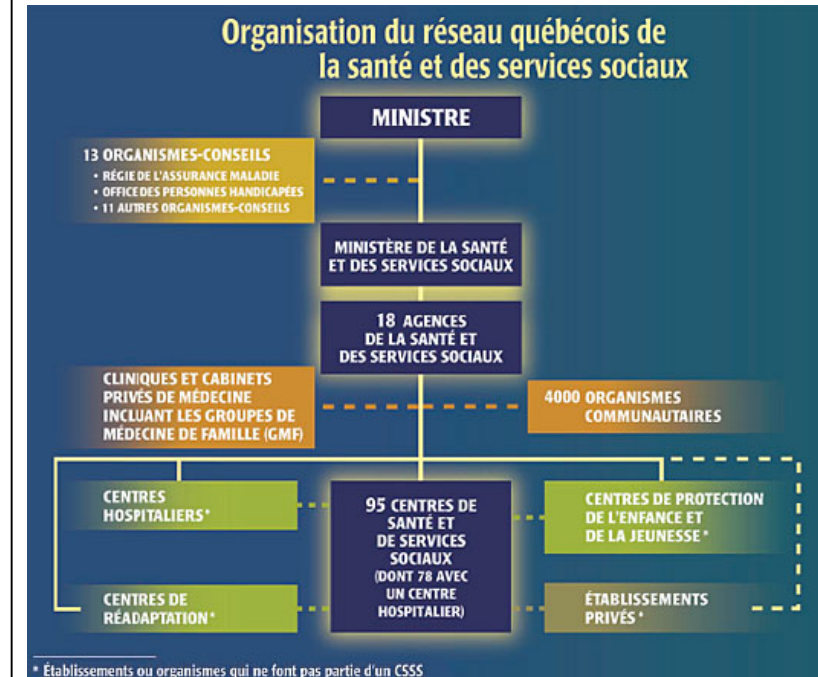 Organisation du réseau québécois de
la santé et des services sociaux
MINISTRE
13 ORGANISMES-CONSEILS
• RÉGIE DE L'ASSURANCE MALADIE
• OFFICE DES PERSONNES HANDICAPÉES
• 11 AUTRES ORGANISMES-CONSEILS
MINISTÈRE DE LA SANTÉ
ET DES SERVICES SOCIAUX
18 AGENCES
DE LA SANTÉ ET
DES SERVICES SOCIAUX
CLINIQUES ET CABINETS
PRIVÉS DE MÉDECINE
INCLUANT LES GROUPES DE
MÉDECINE DE FAMILLE (GMF)
4000 ORGANISMES
COMMUNAUTAIRES
CENTRES
HOSPITALIERS*
95 CENTRES DE
SANTÉ ET
DE SERVICES
SOCIAUX
(DONT 78 AVEC
UN CENTRE
HOSPITALIER)
CENTRES DE PROTECTION
DE L'ENFANCE ET
DE LA JEUNESSE*
CENTRES DE
RÉADAPTATION*
ÉTABLISSEMENTS
PRIVÉS*
* Établissements ou organismes qui ne font pas partie d'un CSSS